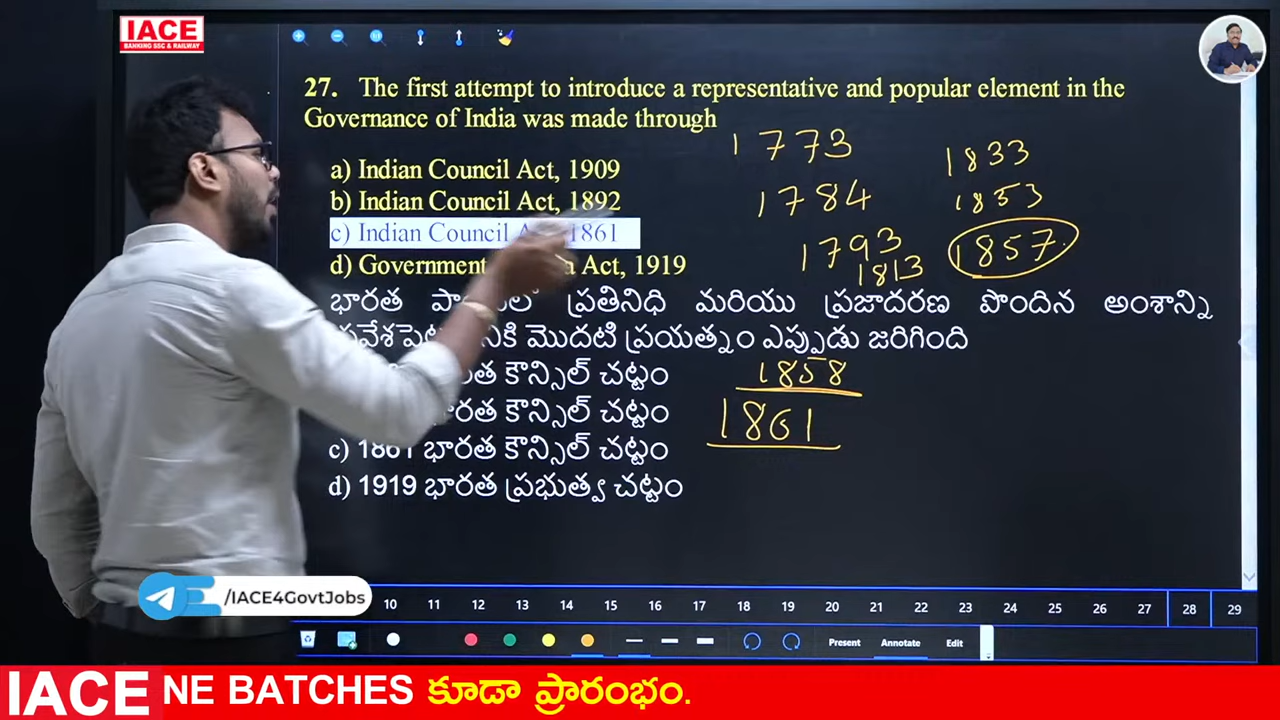 IACE
BANKING SSC & RAILWAY
27. The first attempt to introduce a representative and popular element in the
Governance of India was made through
a) Indian Council Act, 1909
b) Indian Council Act, 1892
c) Indian Council 1861
d) Government Act, 1919
1773
1784
1793
1813
1833
1853
1857
భారత ప్రతినిధి మరియు ప్రజాదరణ పొందిన అంశాన్ని
మొదటి ప్రయత్నం ఎప్పుడు జరిగింది
కౌన్సిల్ చట్టం
కౌన్సిల్ చట్టం
c) 1861 భారత కౌన్సిల్ చట్టం
d) 1919 భారత ప్రభుత్వ చట్టం
1858
1861
/IACE4GovtJobs
10 11 12 13 14 15 16 17 18 19 20 21 22 23 24 25 26 27 28 29
Present Annotate Edit
IACE NE BATCHES కూడా ప్రారంభం.